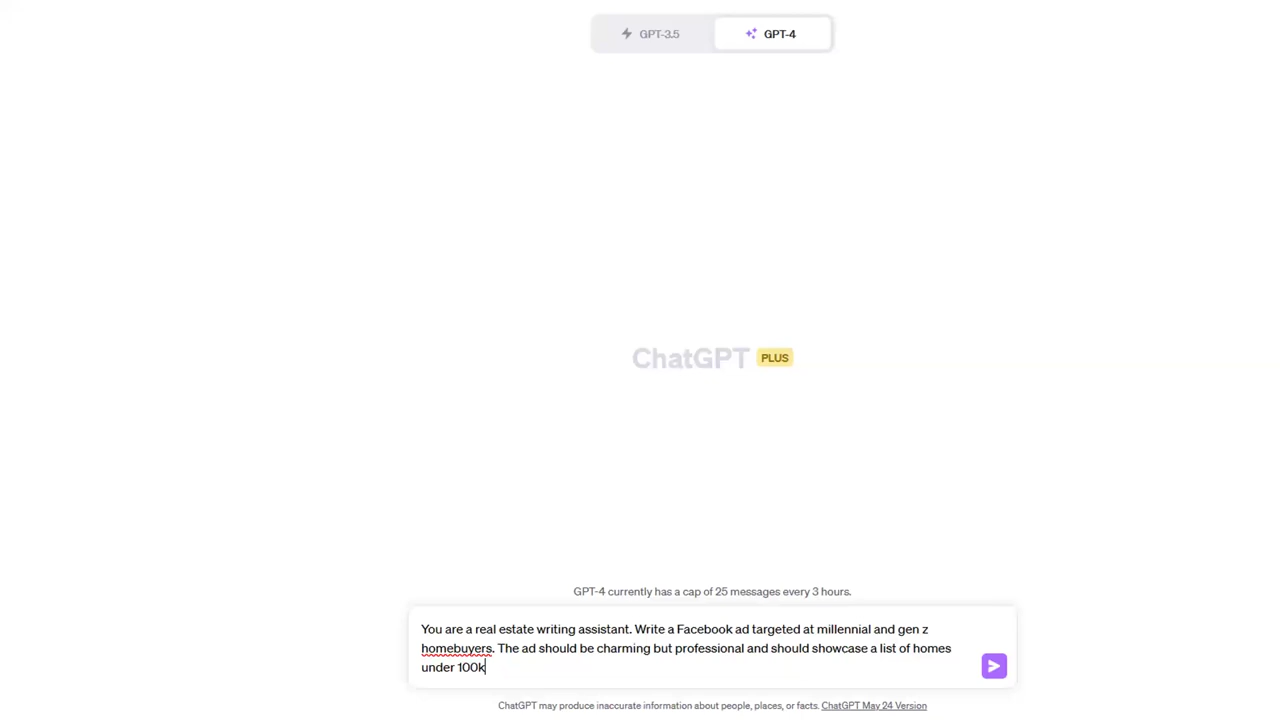 GPT-3.5
GPT-4
ChatGPT PLUS
GPT-4 currently has a cap of 25 messages every 3 hours.
You are a real estate writing assistant. Write a Facebook ad targeted at millennial and gen z
homebuyers. The ad should be charming but professional and should showcase a list of homes
under 100k
ChatGPT may produce inaccurate information about people, places, or facts. ChatGPT May 24 Version